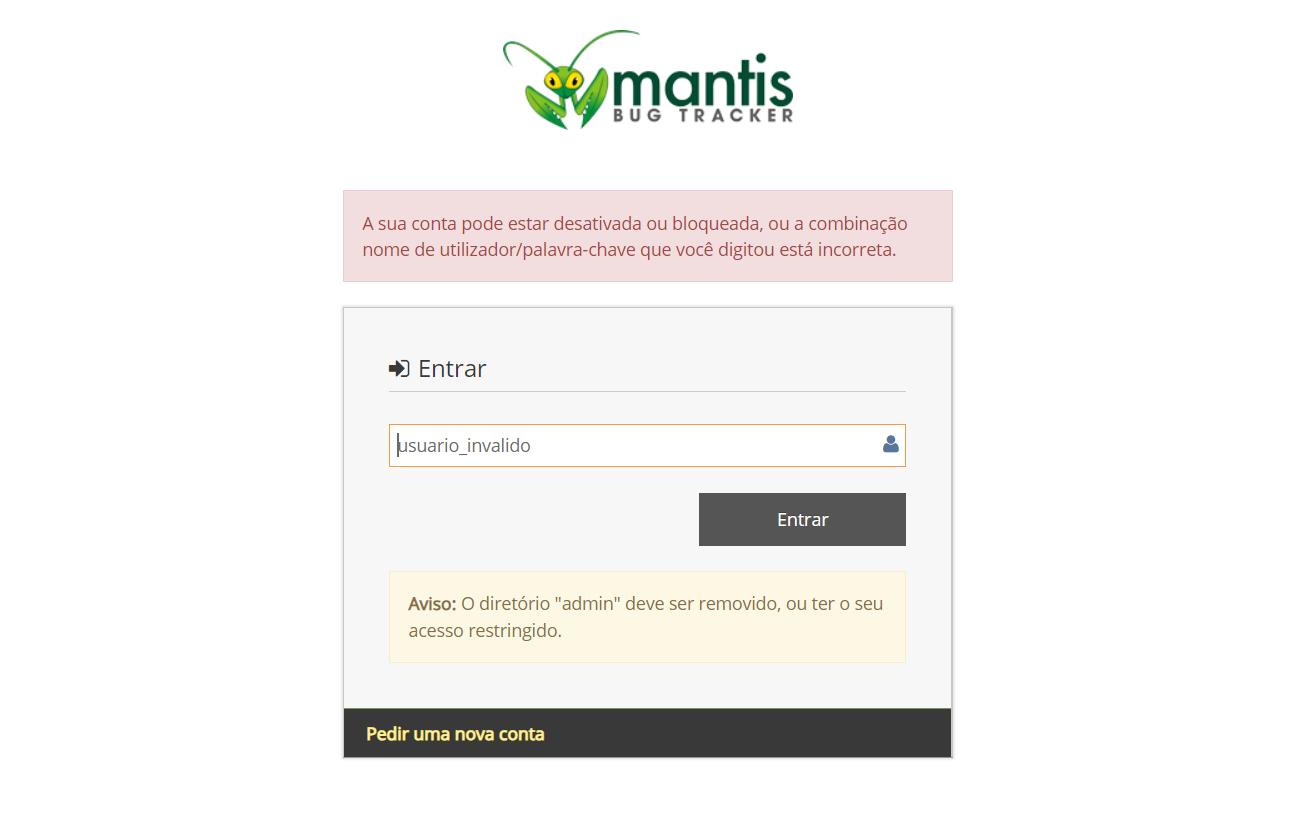 mantis
BUG TRACKER
A sua conta pode estar desativada ou bloqueada, ou a combinação
nome de utilizador/palavra-chave que você digitou está incorreta.
Entrar
usuario_invalido
Entrar
Aviso: O diretório "admin" deve ser removido, ou ter o seu
acesso restringido.
Pedir uma nova conta